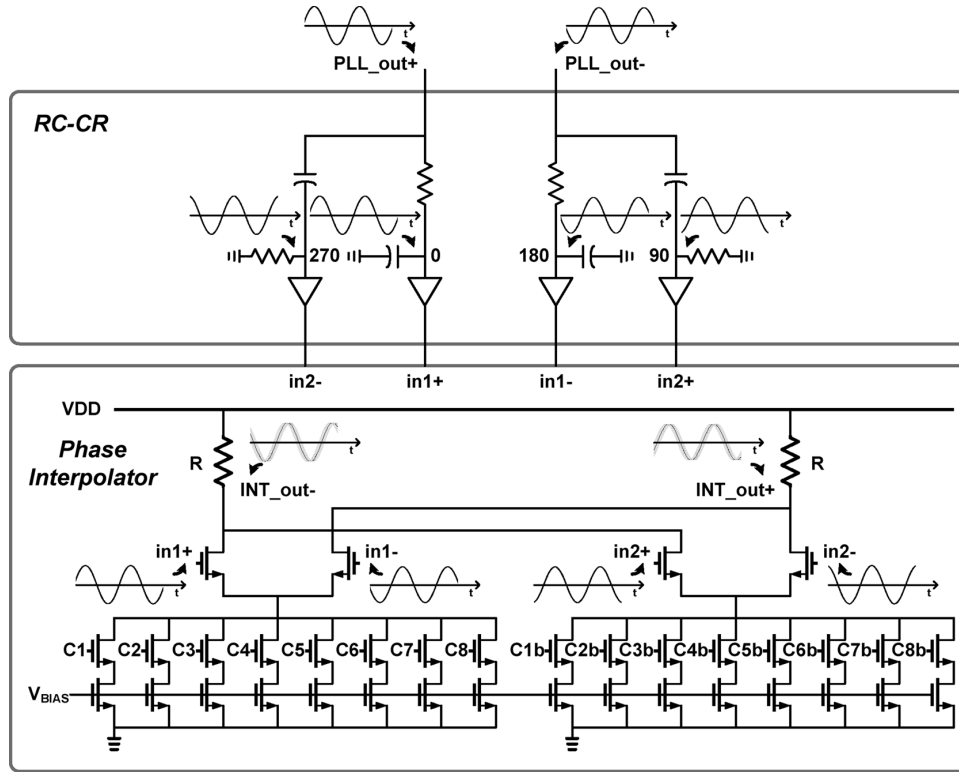 t t
PLL_out+ PLL_out-
RC-CR
t t t t
270 0 180 90
in2- in1+ in1- in2+
VDD
Phase
Interpolator
R t t R
INT_out- INT_out+
in1+ in1- in2+ in2-
t t t t
C1 C2 C3 C4 C5 C6 C7 C8 C1b C2b C3b C4b C5b C6b C7b C8b
VBIAS